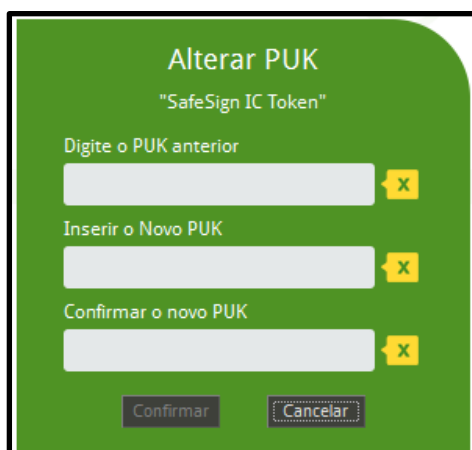 Alterar PUK
"SafeSign IC Token"
Digite o PUK anterior
X
Inserir o Novo PUK
X
Confirmar o novo PUK
X
Confirmar Cancelar